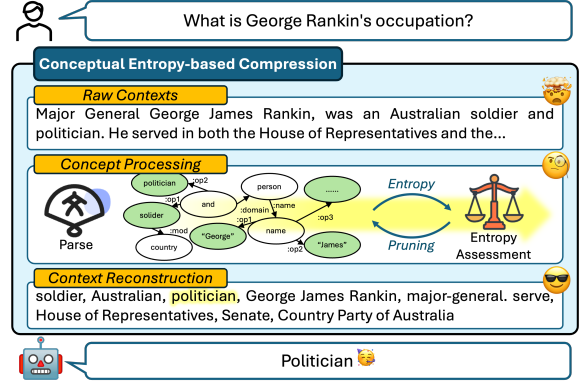 What is George Rankin's occupation?
Conceptual Entropy-based Compression
Raw Contexts
Major General George James Rankin, was an Australian soldier and
politician. He served in both the House of Representatives and the...
Concept Processing
politician
:op2
and
person
......
:op1
:domain
:name
solider
:op1
:op3
:mod
"George"
name
country
:op2
"James"
Parse
Entropy
Pruning
Entropy
Assessment
Context Reconstruction
soldier, Australian, politician, George James Rankin, major-general. serve,
House of Representatives, Senate, Country Party of Australia
Politician